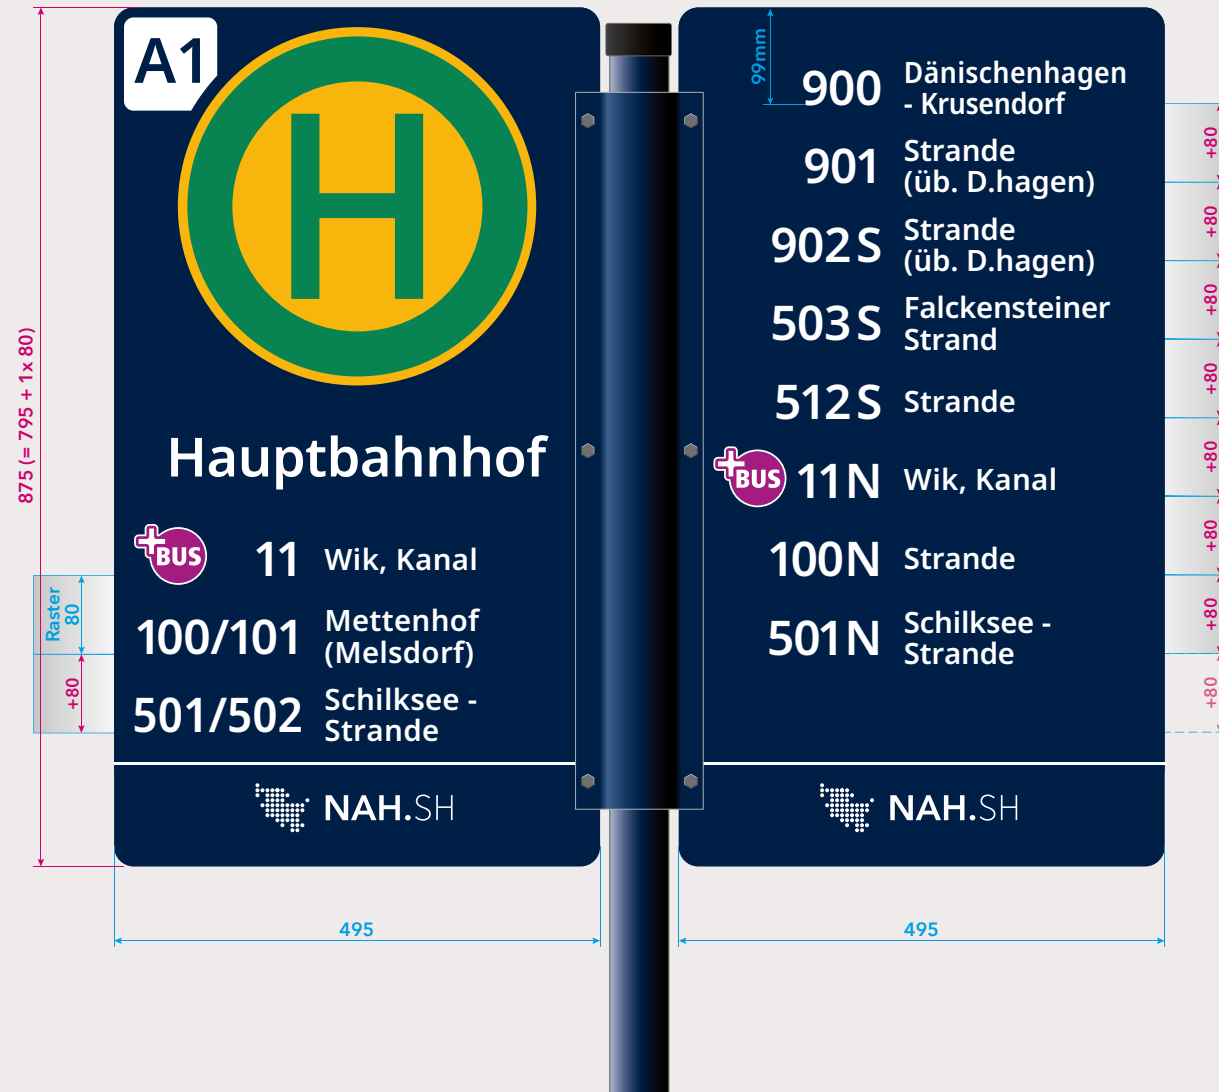 A1
H
Hauptbahnhof
+BUS 11 Wik, Kanal
100/101 Mettenhof
(Melsdorf)
501/502 Schilksee -
Strande
NAH.SH
875 (= 795 + 1x 80)
Raster
80
+80
495
99mm
900 Dänischenhagen
- Krusendorf
901 Strande
(üb. D.hagen)
902 S Strande
(üb. D.hagen)
503 S Falckensteiner
Strand
512 S Strande
+BUS 11N Wik, Kanal
100N Strande
501N Schilksee -
Strande
NAH.SH
+80
+80
+80
+80
+80
+80
+80
+80
495